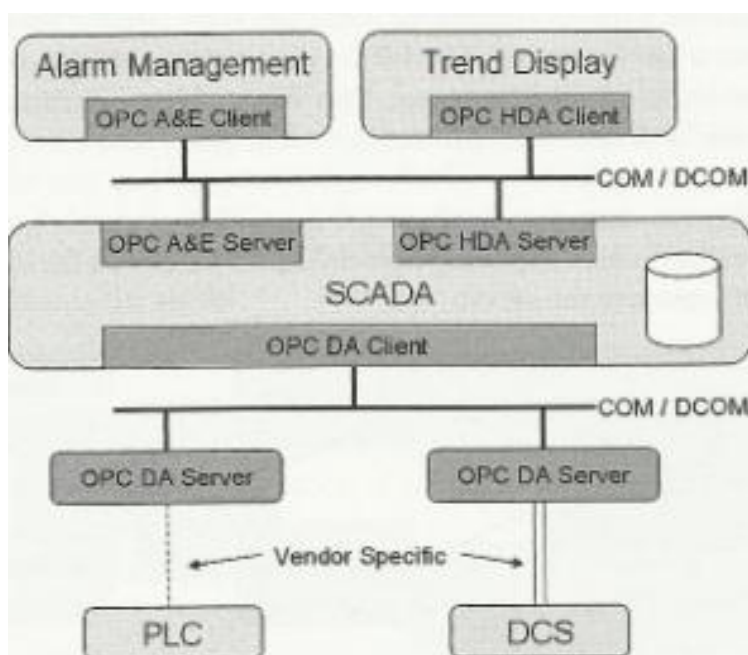 Alarm Management
Trend Display
OPC A&E Client
OPC HDA Client
COM / DCOM
OPC A&E Server
OPC HDA Server
SCADA
OPC DA Client
COM / DCOM
OPC DA Server
OPC DA Server
Vendor Specific
PLC
DCS